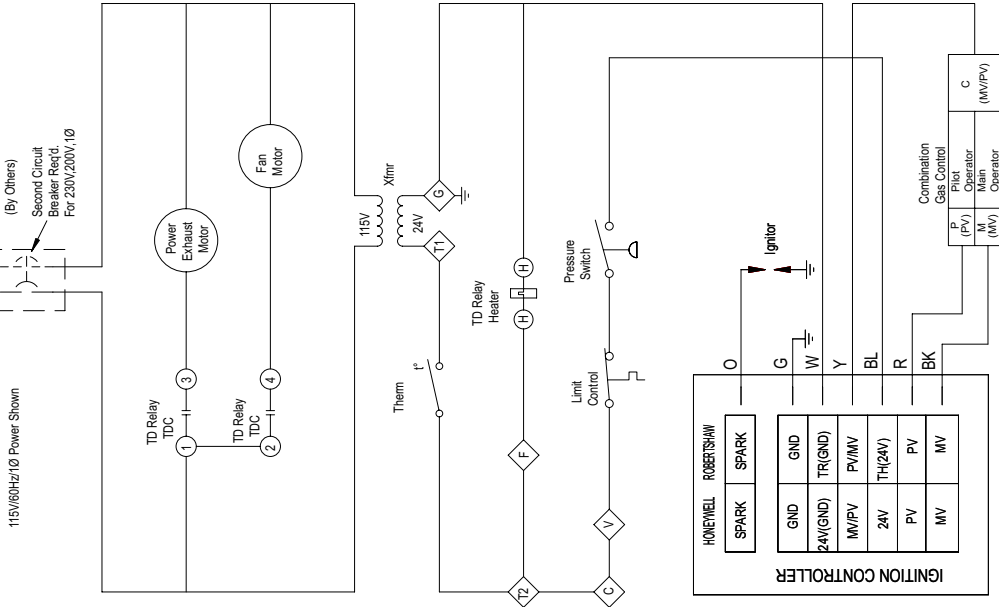 (By Others)
Second Circuit
Breaker Req'd.
For 230V,200V,1Ø
115V/60Hz/1Ø Power Shown
Power
Exhaust
Motor
Fan
Motor
TD Relay
TDC
1
3
TD Relay
TDC
2
4
115V
Xfmr
24V
T1
G
Therm
t°
TD Relay
Heater
H
H
F
T2
Pressure
Switch
Limit
Control
V
C
Ignitor
Combination
Gas Control
P
(PV)
Pilot
Operator
M
(MV)
Main
Operator
C
(MV/PV)
O
G
W
Y
BL
R
BK
HONEYWELL ROBERTSHAW
SPARK SPARK
GND GND
24V(GND) TR(GND)
MV/PV PV/MV
24V TH(24V)
PV PV
MV MV
IGNITION CONTROLLER